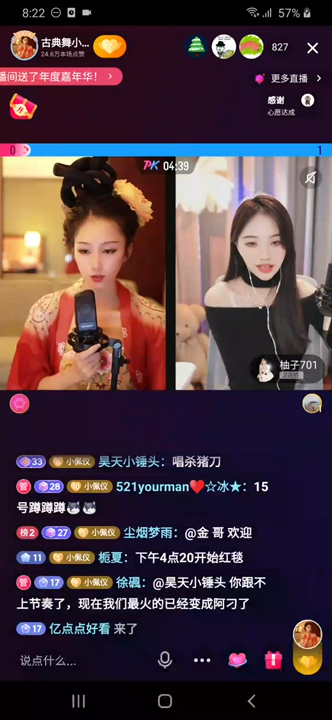 8:22
57%
古典舞小...
24.6万本场点赞
827
播间送了年度嘉年华！
更多直播
感谢
心愿达成
0
1
PK 04:39
柚子701
33 小佩仪 昊天小锤头：唱杀猪刀
管 28 小佩仪 521yourman❤️☆冰★：15
号蹲蹲蹲
榜2 27 小佩仪 尘烟梦雨：@金 哥 欢迎
11 小佩仪 栀夏：下午4点20开始红毯
管 17 小佩仪 徐礪：@昊天小锤头 你跟不
上节奏了，现在我们最火的已经变成阿刁了
17 亿点点好看 来了
说点什么...